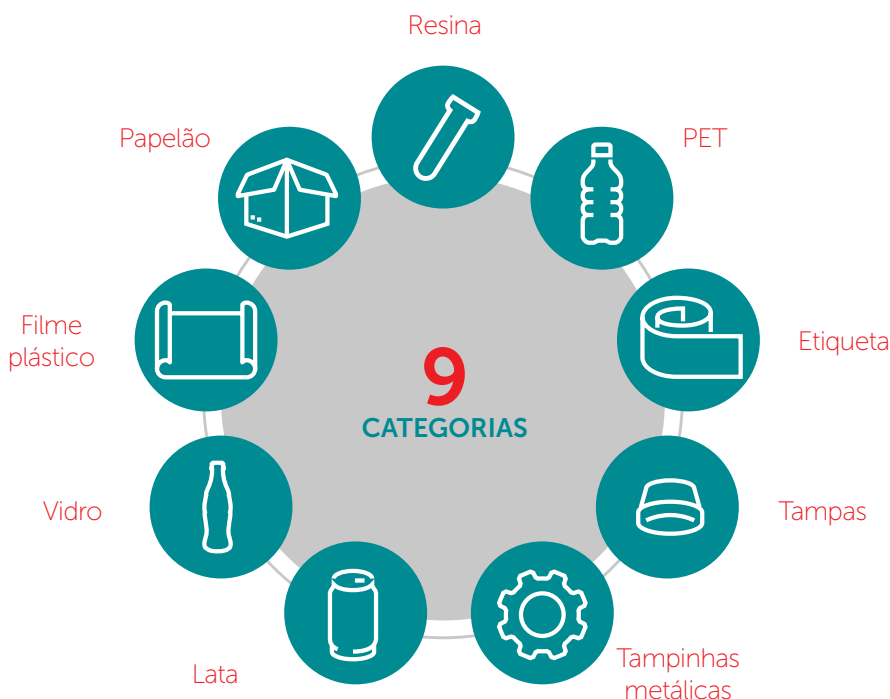 Resina
Papelão
PET
Filme
plástico
Etiqueta
9
CATEGORIAS
Vidro
Tampas
Lata
Tampinhas
metálicas